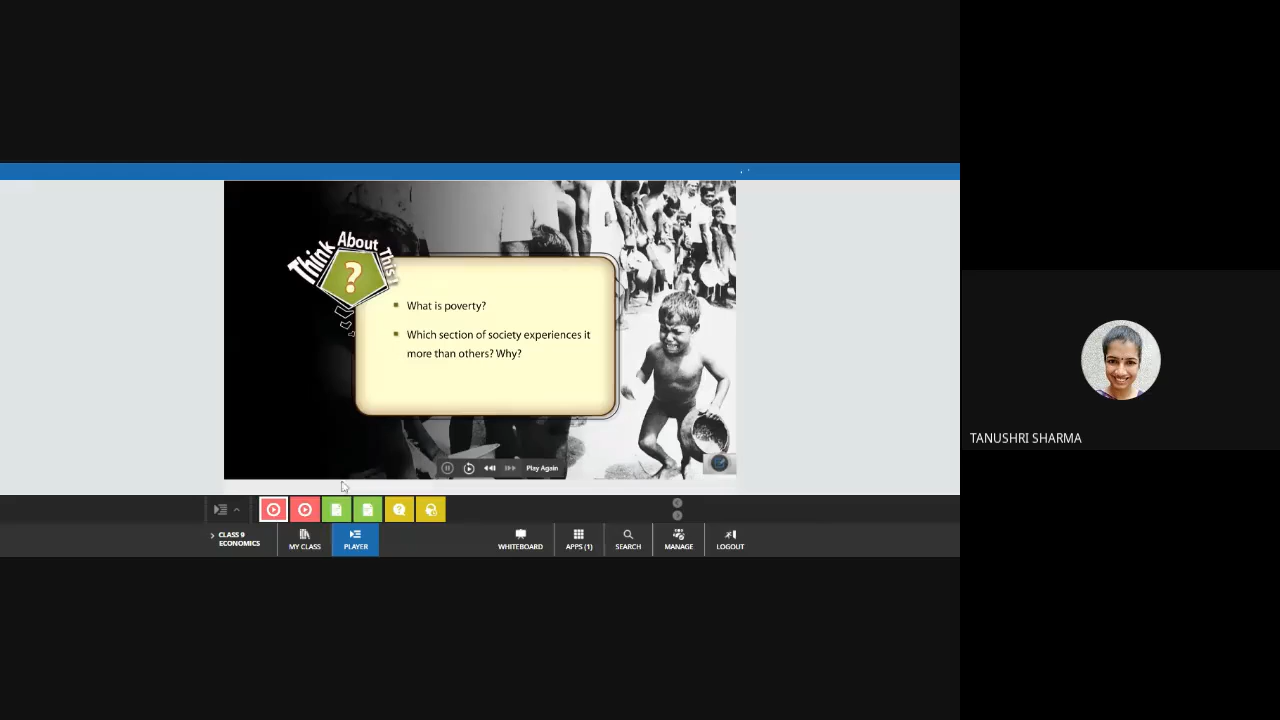 Think About This !
?
What is poverty?
Which section of society experiences it
more than others? Why?
Play Again
TANUSHRI SHARMA
CLASS 9
ECONOMICS
MY CLASS
PLAYER
WHITEBOARD
APPS (1)
SEARCH
MANAGE
LOGOUT